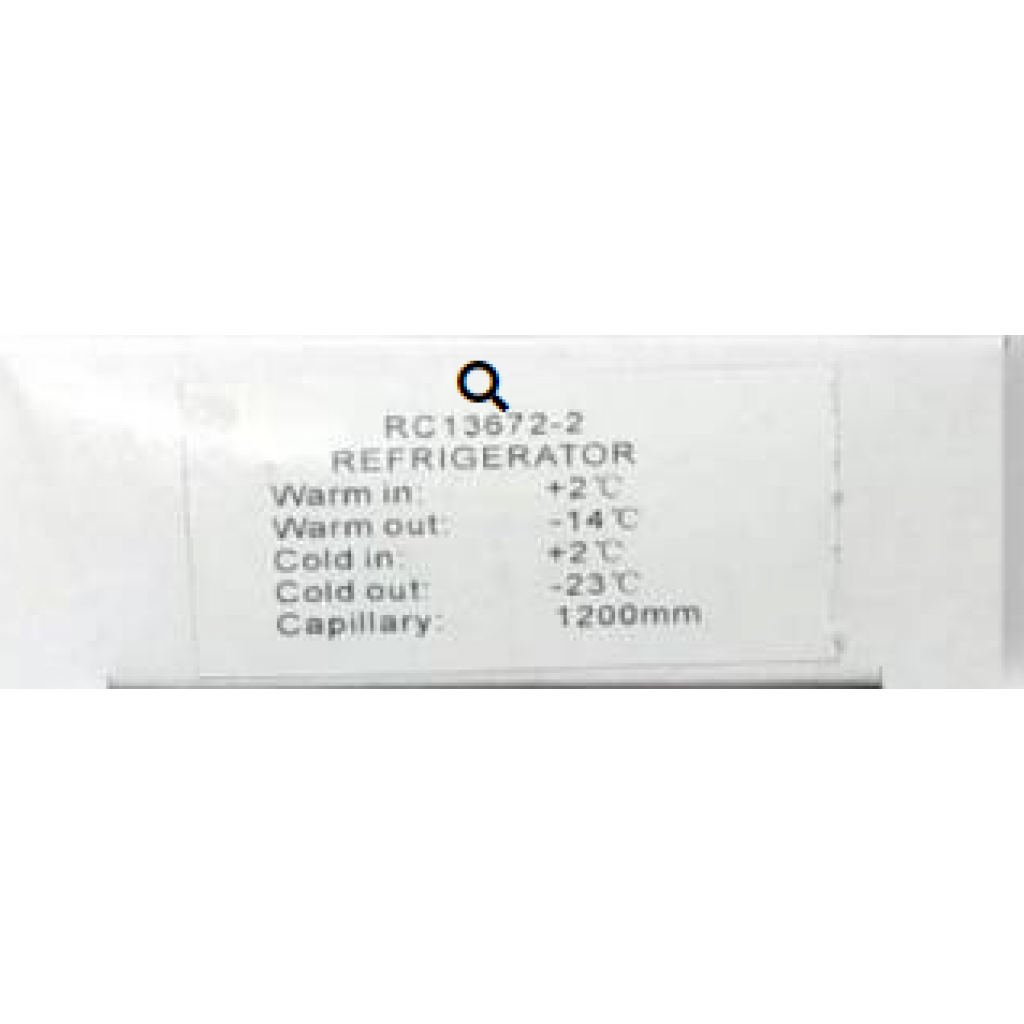 RC13672-2
REFRIGERATOR
Warm in: +2℃
Warm out: -14℃
Cold in: +2℃
Cold out: -23℃
Capillary: 1200mm